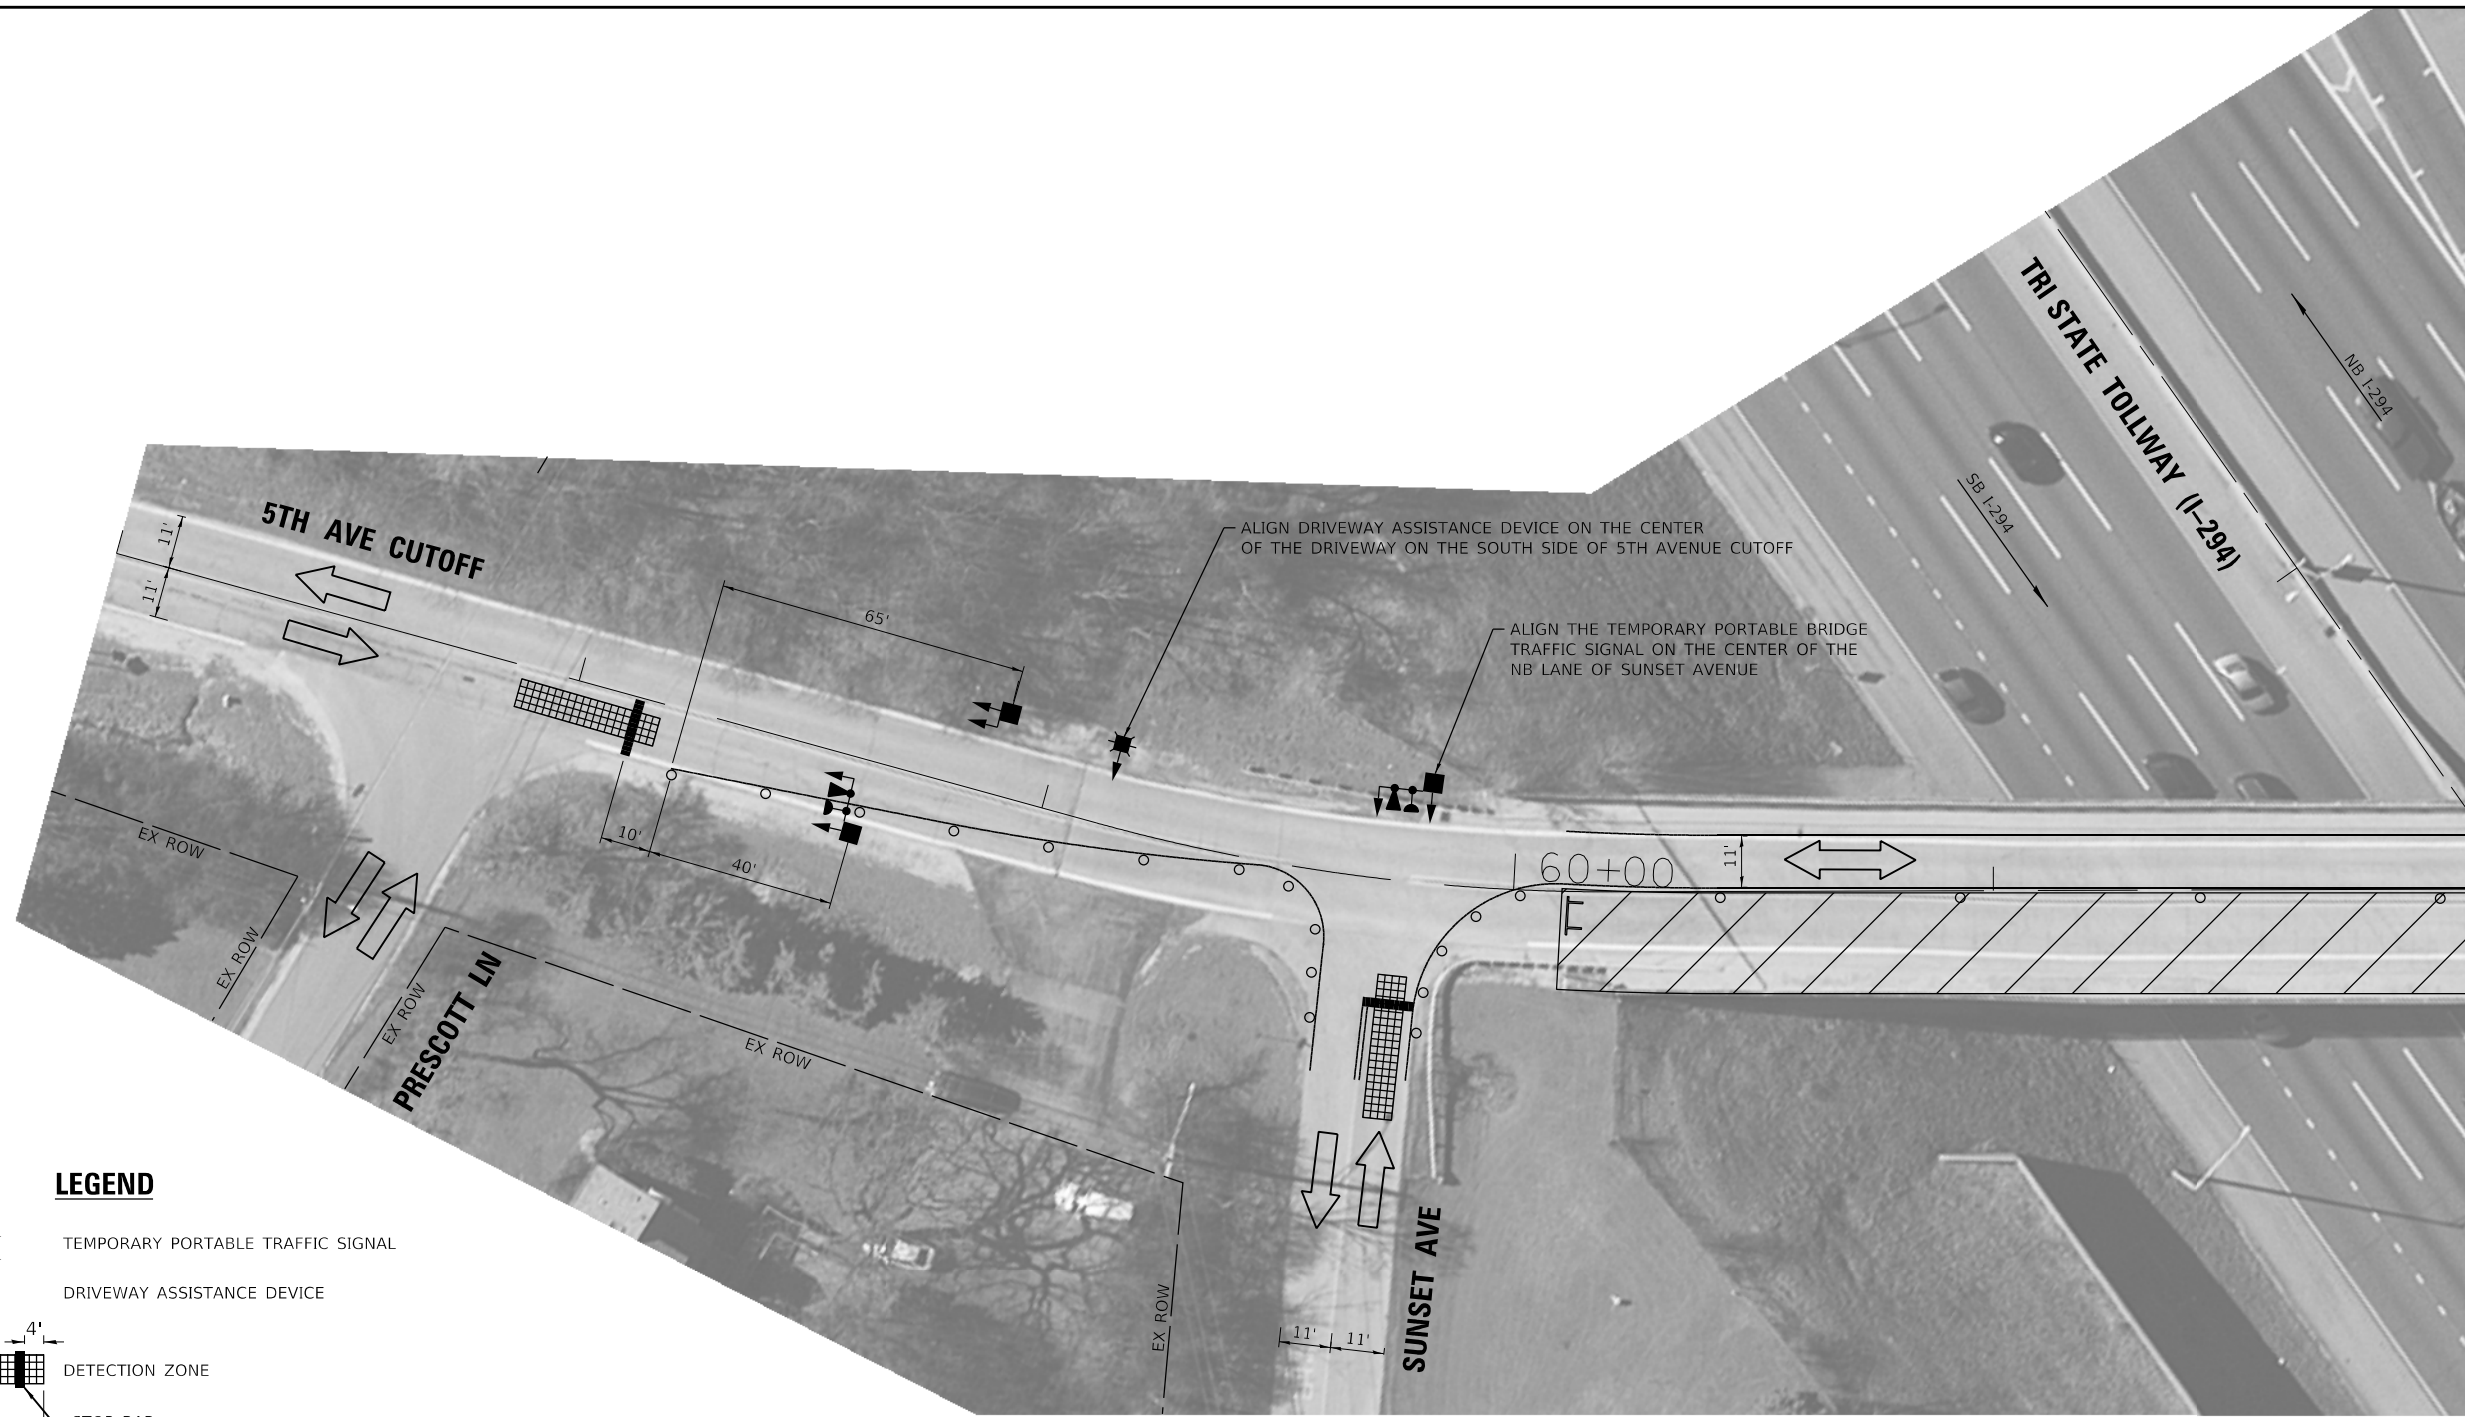 ALIGN DRIVEWAY ASSISTANCE DEVICE ON THE CENTER
OF THE DRIVEWAY ON THE SOUTH SIDE OF 5TH AVENUE CUTOFF
ALIGN THE TEMPORARY PORTABLE BRIDGE
TRAFFIC SIGNAL ON THE CENTER OF THE
NB LANE OF SUNSET AVENUE
TRI STATE TOLLWAY (I-294)
NB I-294
SB I-294
5TH AVE CUTOFF
11'
11'
65'
10'
40'
60+00
11'
EX ROW
EX ROW
EX ROW
PRESCOTT LN
EX ROW
EX ROW
SUNSET AVE
11'
11'
LEGEND
TEMPORARY PORTABLE TRAFFIC SIGNAL
DRIVEWAY ASSISTANCE DEVICE
4'
DETECTION ZONE